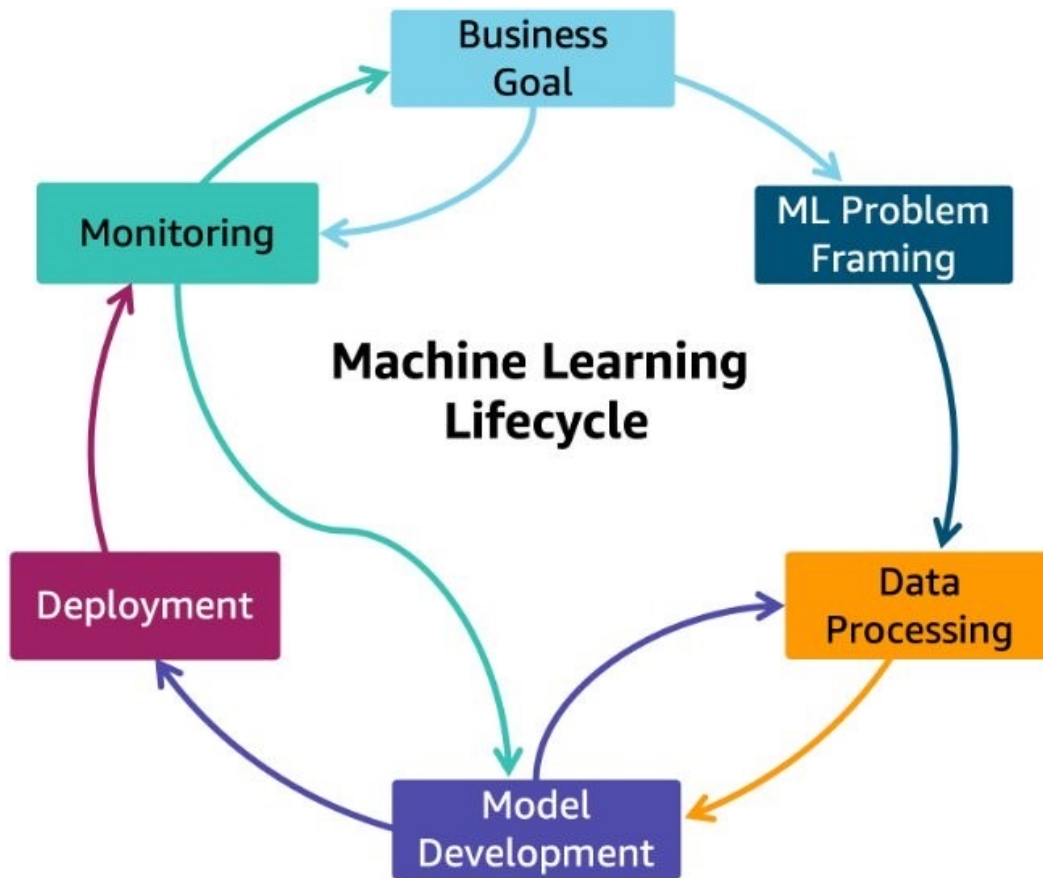 Business
Goal
Monitoring
ML Problem
Framing
Machine Learning
Lifecycle
Deployment
Data
Processing
Model
Development